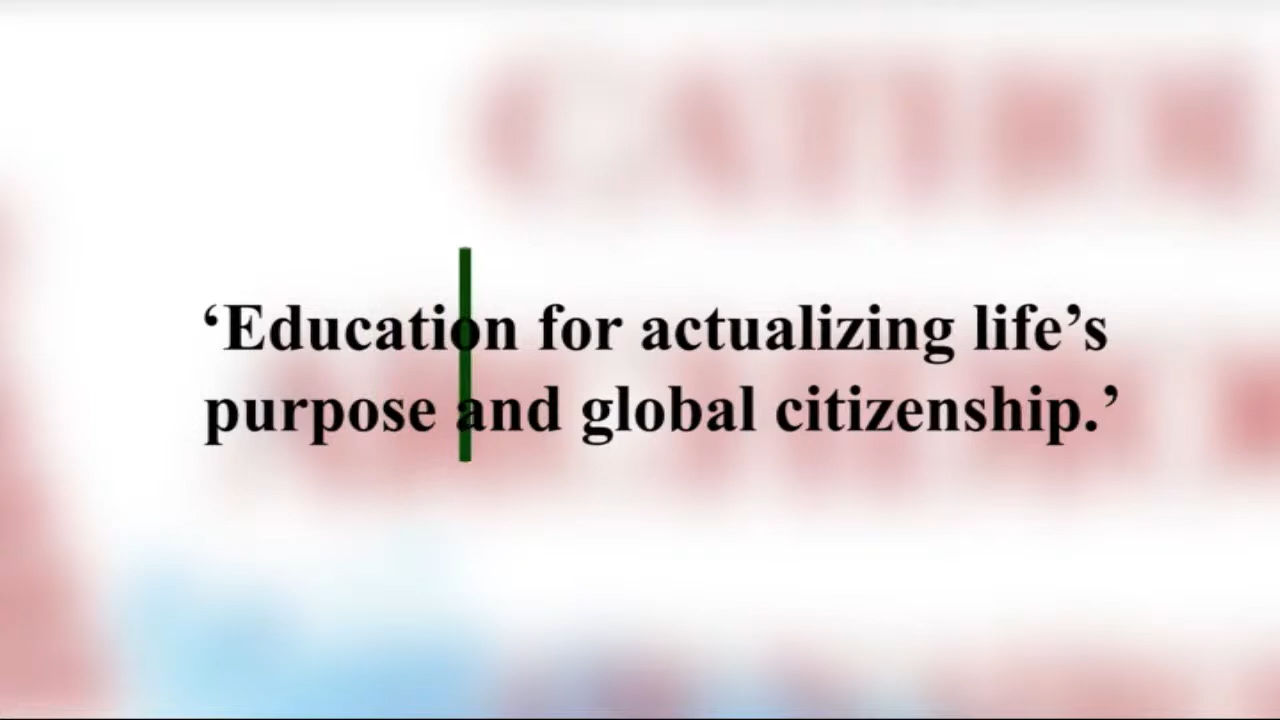 ‘Education for actualizing life’s
purpose and global citizenship.’